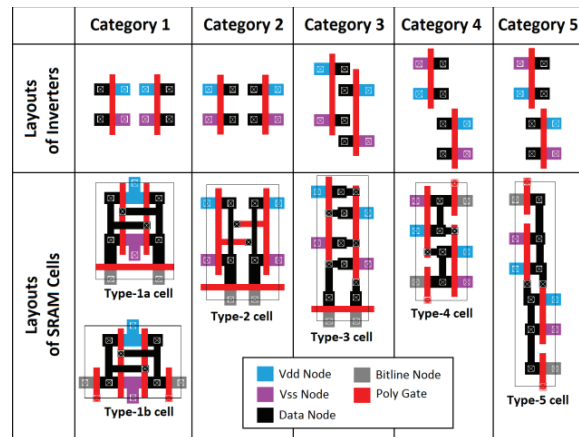 Category 1 Category 2 Category 3 Category 4 Category 5
Layouts
of Inverters
Layouts
of SRAM Cells
Type-1a cell
Type-1b cell
Type-2 cell
Type-3 cell
Type-4 cell
Type-5 cell
Vdd Node
Bitline Node
Vss Node
Poly Gate
Data Node